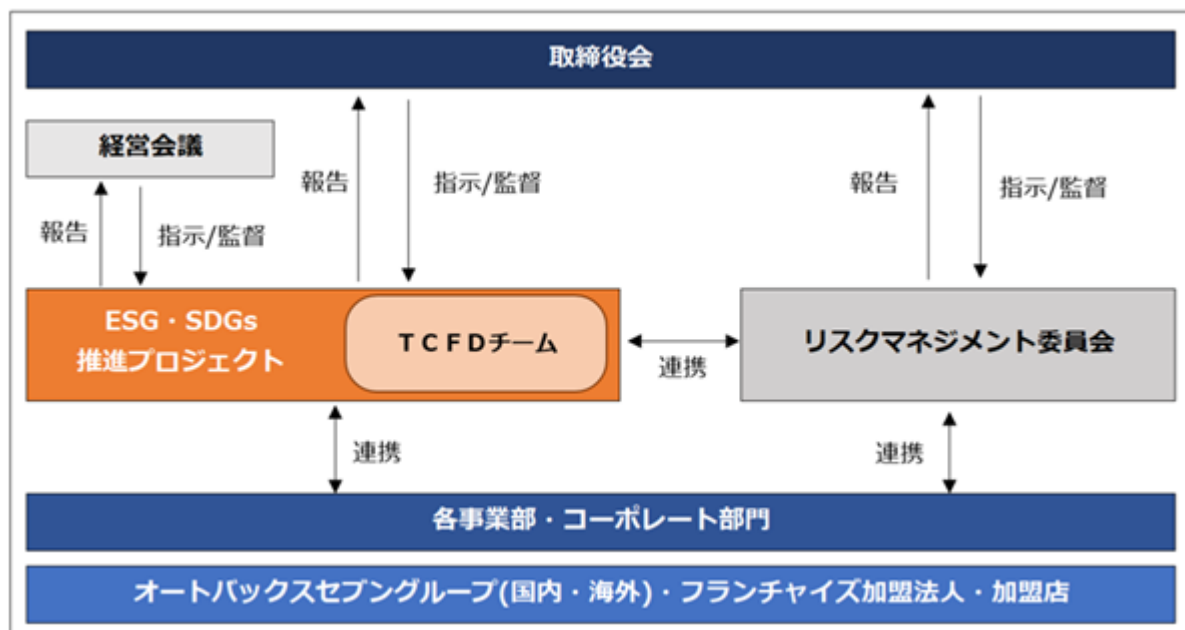 取締役会
経営会議
報告
指示/監督
報告
指示/監督
報告
指示/監督
ESG・SDGs
推進プロジェクト
TCFDチーム
連携
リスクマネジメント委員会
連携
連携
各事業部・コーポレート部門
オートバックスセブングループ(国内・海外)・フランチャイズ加盟法人・加盟店